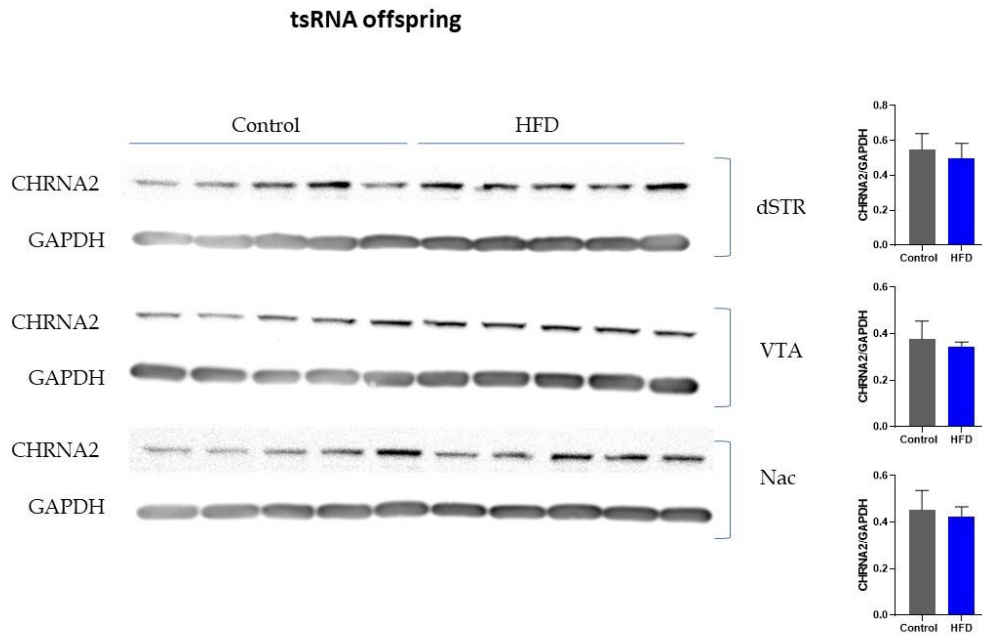 tsRNA offspring
Control
HFD
CHRNA2
GAPDH
dSTR
CHRNA2
GAPDH
VTA
CHRNA2
GAPDH
Nac
CHRNA2/GAPDH
0.8
0.6
0.4
0.2
0.0
Control HFD
CHRNA2/GAPDH
0.6
0.4
0.2
0.0
Control HFD
CHRNA2/GAPDH
0.6
0.4
0.2
0.0
Control HFD